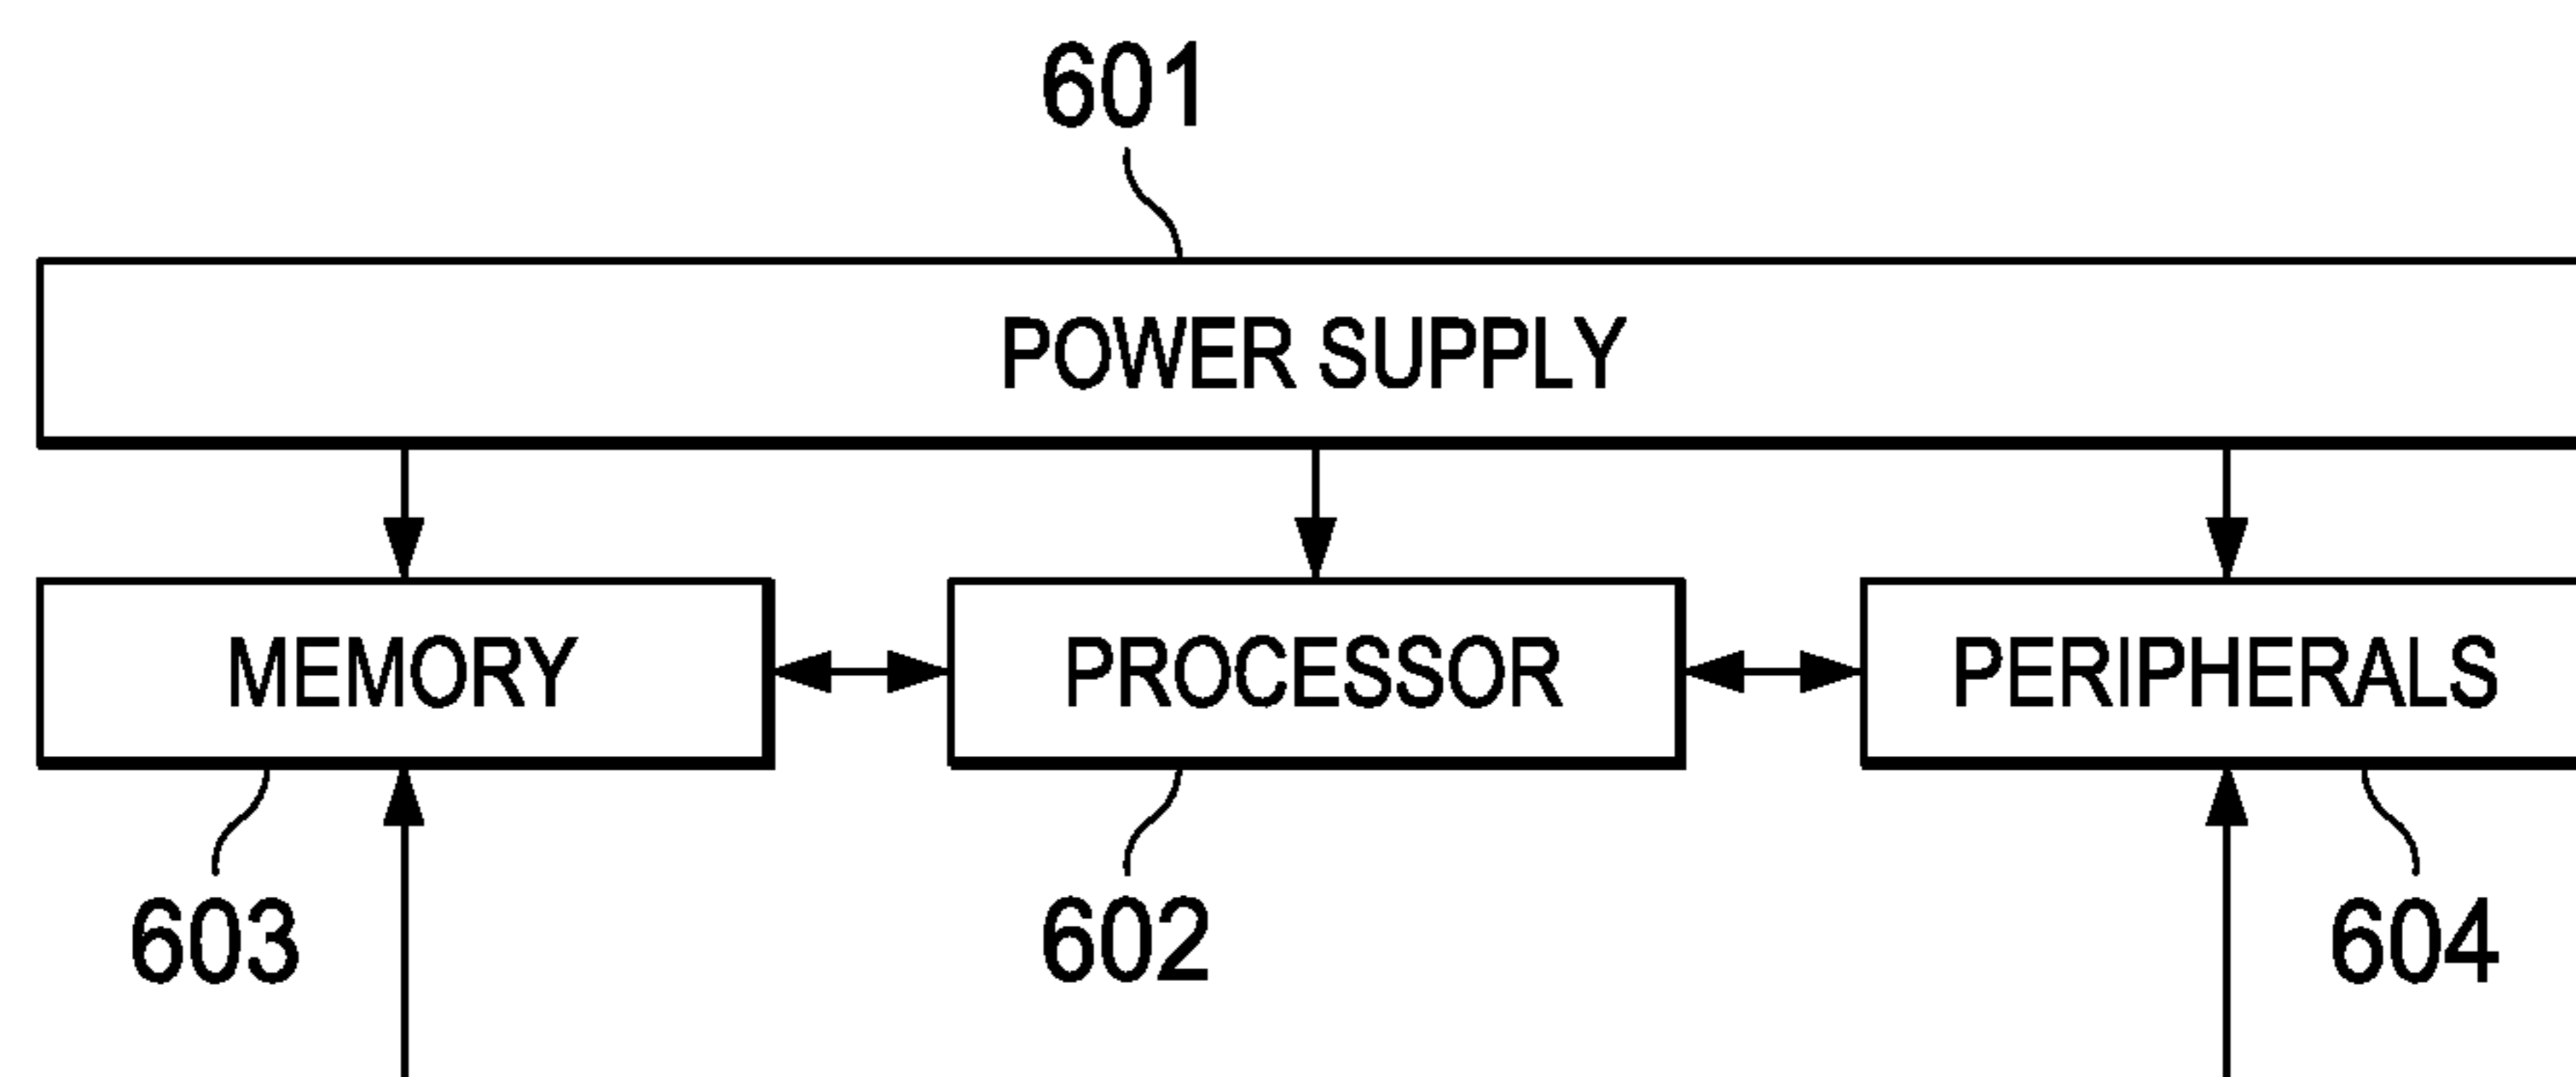 601
POWER SUPPLY
MEMORY
PROCESSOR
PERIPHERALS
603
602
604